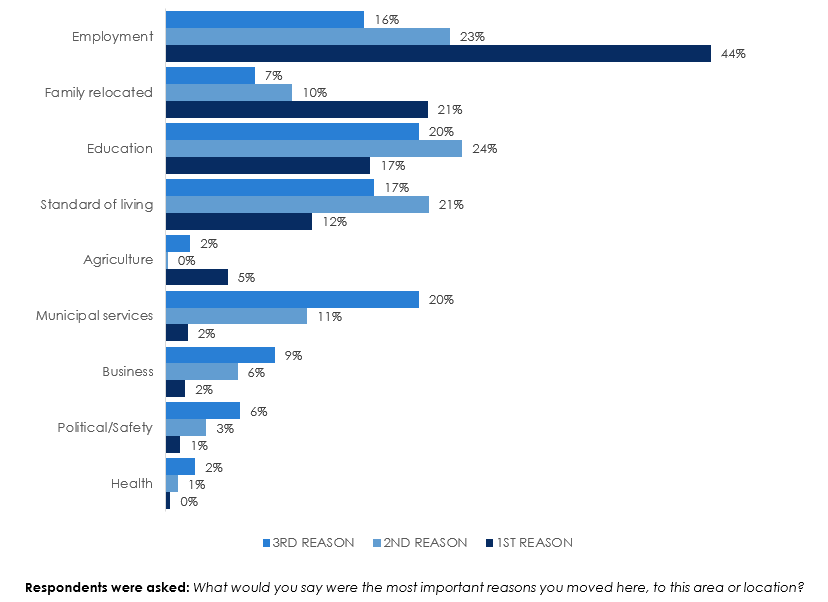 16%
Employment
23%
44%
7%
Family relocated
10%
21%
20%
Education
24%
17%
17%
Standard of living
21%
12%
2%
Agriculture
0%
5%
20%
Municipal services
11%
2%
9%
Business
6%
2%
6%
Political/Safety
3%
1%
2%
Health
1%
0%
3RD REASON 2ND REASON 1ST REASON
Respondents were asked: What would you say were the most important reasons you moved here, to this area or location?